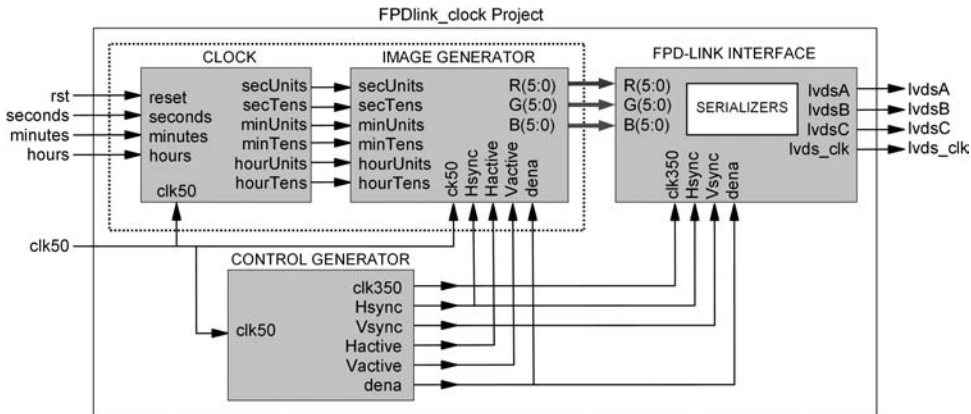 FPDlink_clock Project
CLOCK
IMAGE GENERATOR
FPD-LINK INTERFACE
rst
seconds
minutes
hours
reset
seconds
minutes
hours
clk50
secUnits
secTens
minUnits
minTens
hourUnits
hourTens
secUnits
secTens
minUnits
minTens
hourUnits
hourTens
R(5:0)
G(5:0)
B(5:0)
ck50
Hsync
Hactive
Vactive
dena
R(5:0)
G(5:0)
B(5:0)
SERIALIZERS
clk350
Hsync
Vsync
dena
lvdsA
lvdsB
lvdsC
lvds_clk
lvdsA
lvdsB
lvdsC
lvds_clk
clk50
CONTROL GENERATOR
clk50
clk350
Hsync
Vsync
Hactive
Vactive
dena